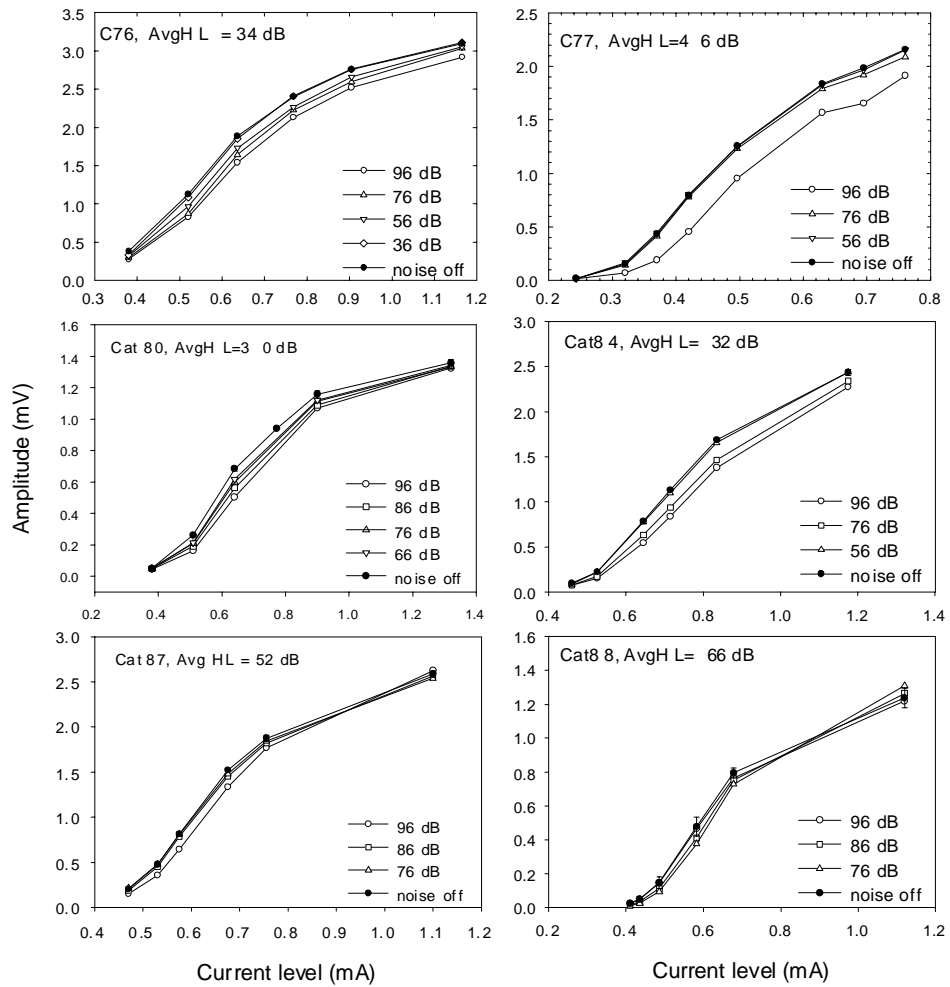 C76, AvgH L = 34 dB
3.5
3.0
2.5
2.0
1.5
1.0
0.5
0.0
96 dB
76 dB
56 dB
36 dB
noise off
0.3 0.4 0.5 0.6 0.7 0.8 0.9 1.0 1.1 1.2
C77, AvgH L=4 6 dB
2.5
2.0
1.5
1.0
0.5
0.0
96 dB
76 dB
56 dB
noise off
0.2 0.3 0.4 0.5 0.6 0.7 0.8
Amplitude (mV)
Cat 80, AvgH L=3 0 dB
1.6
1.4
1.2
1.0
0.8
0.6
0.4
0.2
0.0
96 dB
86 dB
76 dB
66 dB
noise off
0.2 0.4 0.6 0.8 1.0 1.2 1.4
Cat8 4, AvgH L= 32 dB
3.0
2.5
2.0
1.5
1.0
0.5
0.0
96 dB
76 dB
56 dB
noise off
0.4 0.6 0.8 1.0 1.2 1.4
Cat 87, Avg HL = 52 dB
3.0
2.5
2.0
1.5
1.0
0.5
0.0
96 dB
86 dB
76 dB
noise off
0.4 0.5 0.6 0.7 0.8 0.9 1.0 1.1 1.2
Current level (mA)
Cat8 8, AvgH L= 66 dB
1.6
1.4
1.2
1.0
0.8
0.6
0.4
0.2
0.0
96 dB
86 dB
76 dB
noise off
0.2 0.4 0.6 0.8 1.0 1.2
Current level (mA)